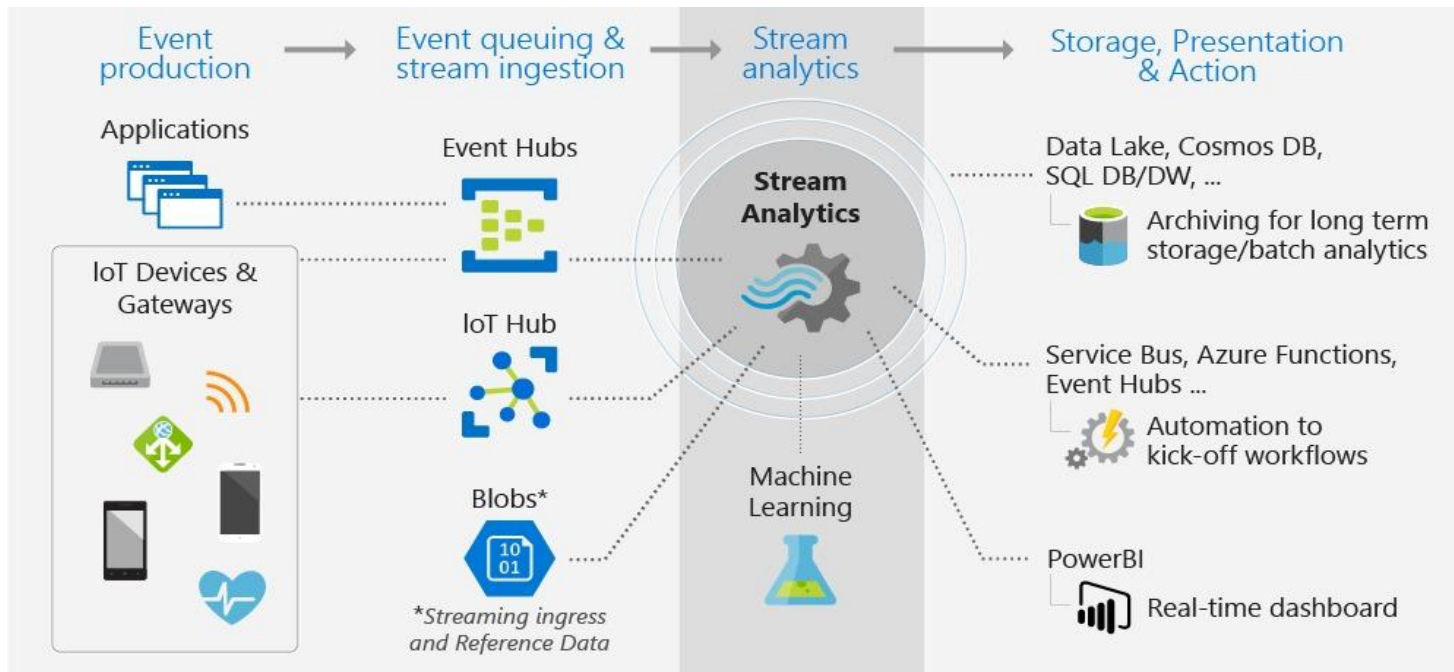 Event
production
Event queuing &
stream ingestion
Stream
analytics
Storage, Presentation
& Action
Applications
IoT Devices &
Gateways
Event Hubs
IoT Hub
Blobs*
10
01
*Streaming ingress
and Reference Data
Stream
Analytics
Machine
Learning
Data Lake, Cosmos DB,
SQL DB/DW, ...
Archiving for long term
storage/batch analytics
Service Bus, Azure Functions,
Event Hubs ...
Automation to
kick-off workflows
PowerBI
Real-time dashboard